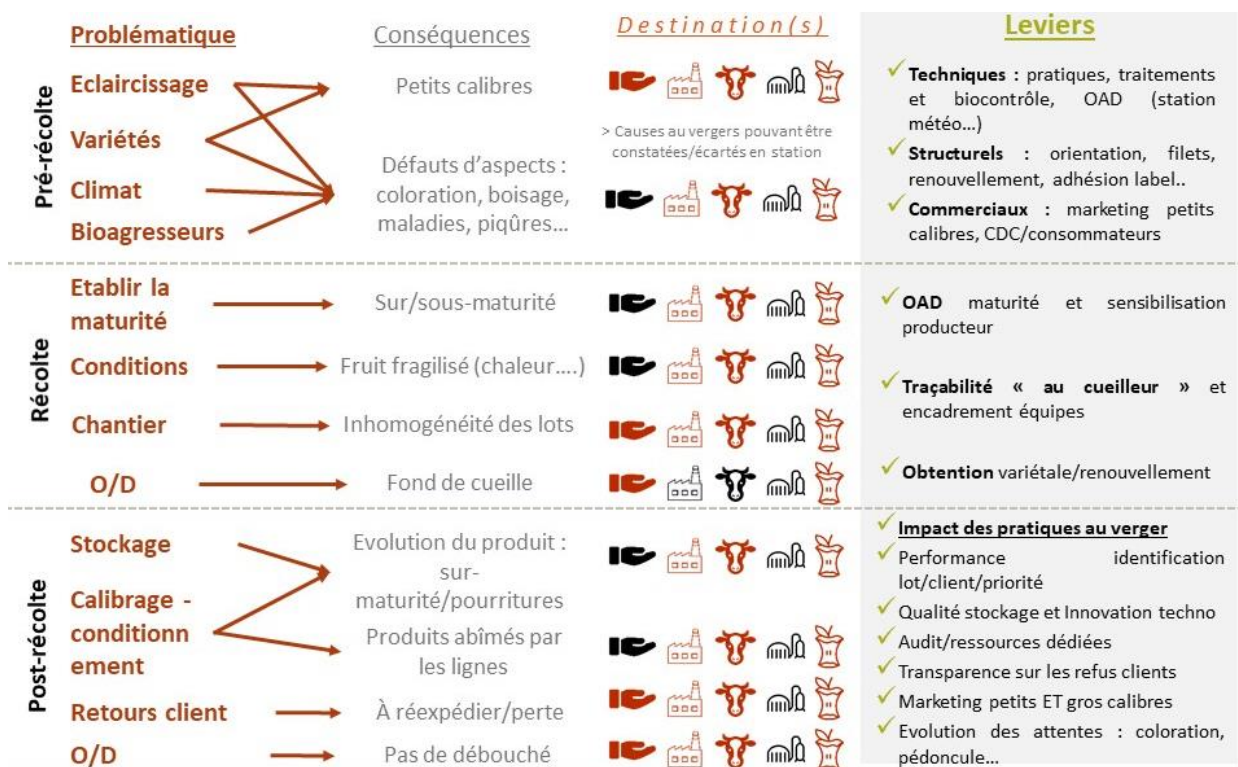 Problématique
Conséquences
Destination(s)
Leviers
Pré-récolte
Eclaircissage
Variétés
Climat
Bioagresseurs
Petits calibres
Défauts d'aspects :
coloration, boisage,
maladies, piqûres…
> Causes au vergers pouvant être
constatées/écartés en station
Techniques : pratiques, traitements
et biocontrôle, OAD (station
météo…)
Structurels : orientation, filets,
renouvellement, adhésion label..
Commerciaux : marketing petits
calibres, CDC/consommateurs
Récolte
Etablir la
maturité
Sur/sous-maturité
Conditions
Fruit fragilisé (chaleur….)
Chantier
Inhomogénéité des lots
O/D
Fond de cueille
OAD maturité et sensibilisation
producteur
Traçabilité « au cueilleur » et
encadrement équipes
Obtention variétale/renouvellement
Post-récolte
Stockage
Calibrage -
conditionn
ement
Retours client
O/D
Evolution du produit :
sur-
maturité/pourritures
Produits abîmés par
les lignes
À réexpédier/perte
Pas de débouché
Impact des pratiques au verger
Performance identification
lot/client/priorité
Qualité stockage et Innovation techno
Audit/ressources dédiées
Transparence sur les refus clients
Marketing petits ET gros calibres
Evolution des attentes : coloration,
pédoncule…